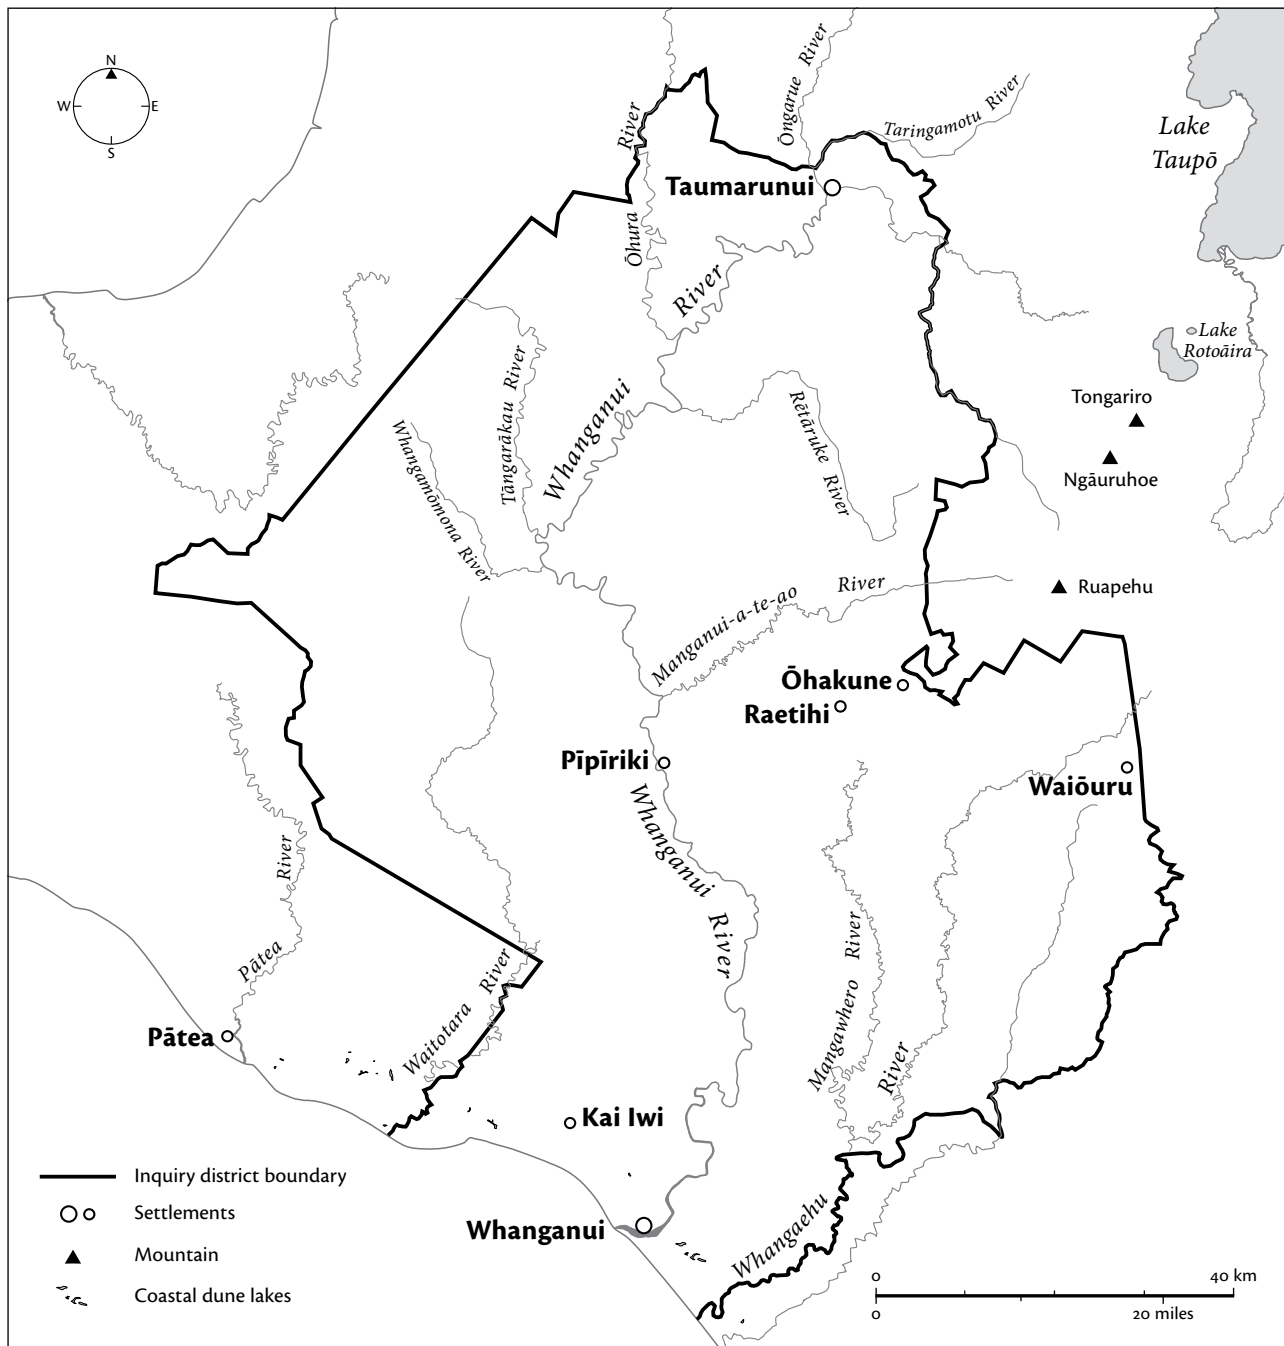 N
W
E
S
Ōhura
River
Ōngarue River
Taringamotu River
Lake
Taupō
Taumarunui
Whanganui
River
Lake
Rotoāira
Tāngarākau River
Whangamōmona River
Rētāruke River
Tongariro
Ngāuruhoe
Manganui-a-te-ao River
Ruapehu
Ōhakune
Raetihi
Pīpīriki
Waiōuru
Whanganui River
Pātea River
Waitotara River
Mangawhero River
Pātea
Kai Iwi
Whanganui
Whangaehu
River
Inquiry district boundary
Settlements
Mountain
Coastal dune lakes
0 40 km
0 20 miles